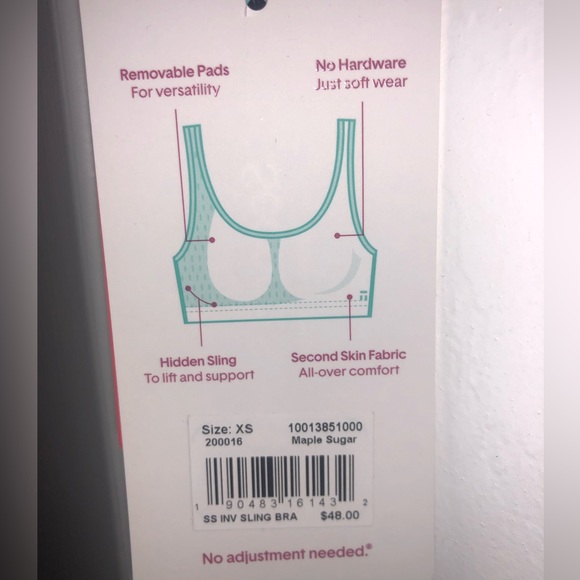 Removable Pads
For versatility
No Hardware
Just soft wear
Hidden Sling
To lift and support
Second Skin Fabric
All-over comfort
Size: XS 10013851000
200016 Maple Sugar
1 90483 16143 2
SS INV SLING BRA $48.00
No adjustment needed.®